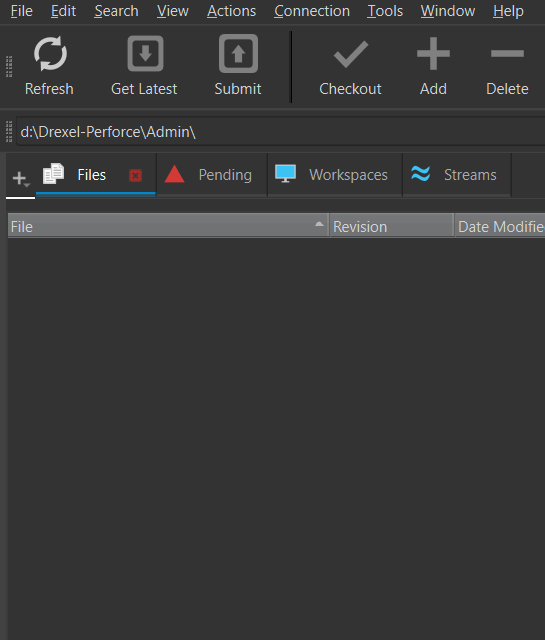 File Edit Search View Actions Connection Tools Window Help
Refresh Get Latest Submit Checkout Add Delete
d:\Drexel-Perforce\Admin\
Files Pending Workspaces Streams
File Revision Date Modifie